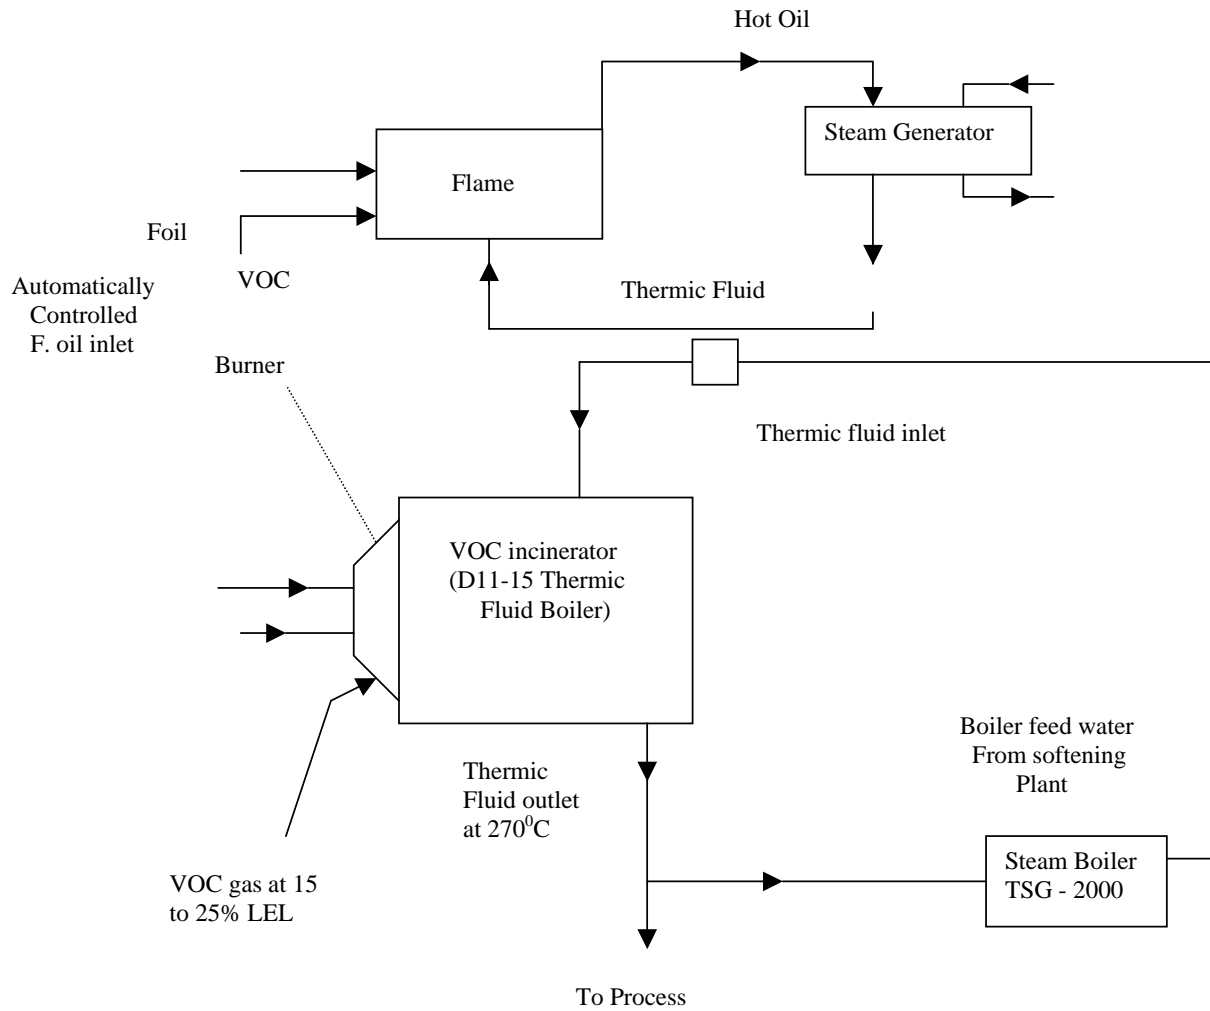 Hot Oil
Steam Generator
Flame
Foil
VOC
Automatically
Controlled
F. oil inlet
Thermic Fluid
Burner
Thermic fluid inlet
VOC incinerator
(D11-15 Thermic
Fluid Boiler)
Boiler feed water
From softening
Plant
Thermic
Fluid outlet
at 270⁰C
Steam Boiler
TSG - 2000
VOC gas at 15
to 25% LEL
To Process